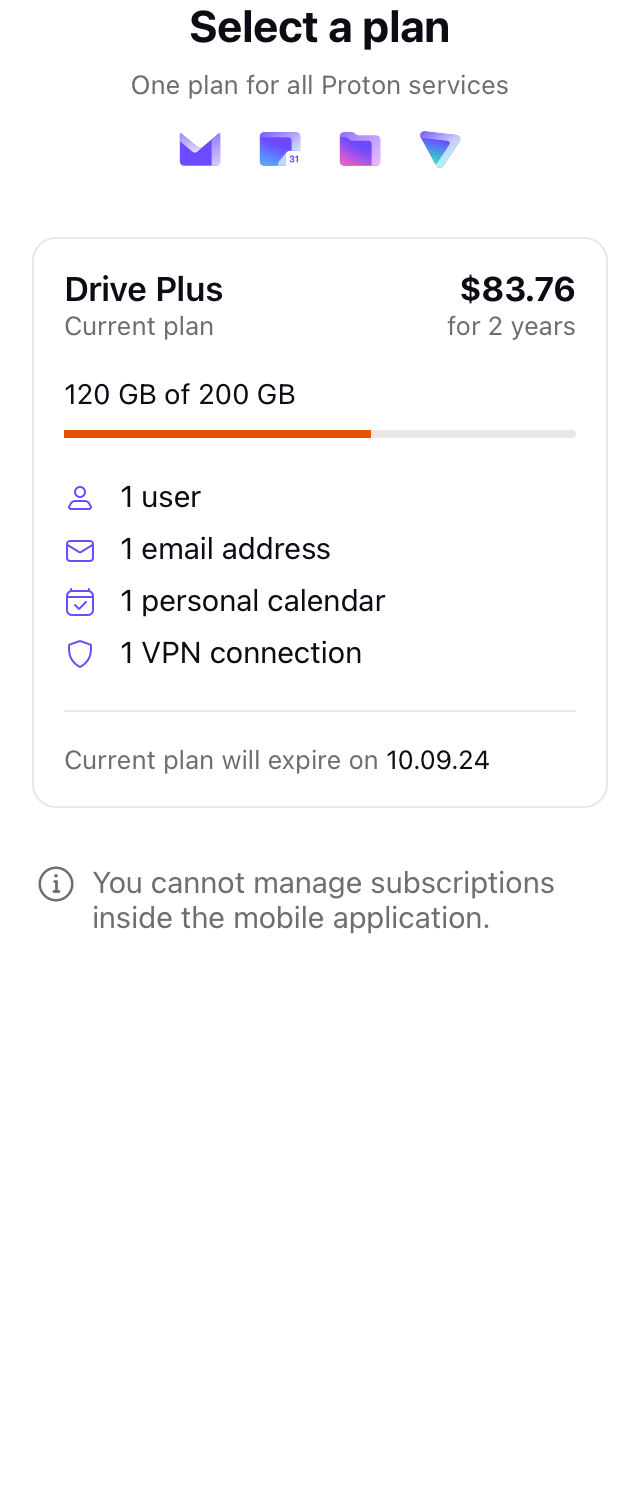 Select a plan
One plan for all Proton services
31
Drive Plus
$83.76
Current plan
for 2 years
120 GB of 200 GB
1 user
1 email address
1 personal calendar
1 VPN connection
Current plan will expire on 10.09.24
You cannot manage subscriptions
inside the mobile application.